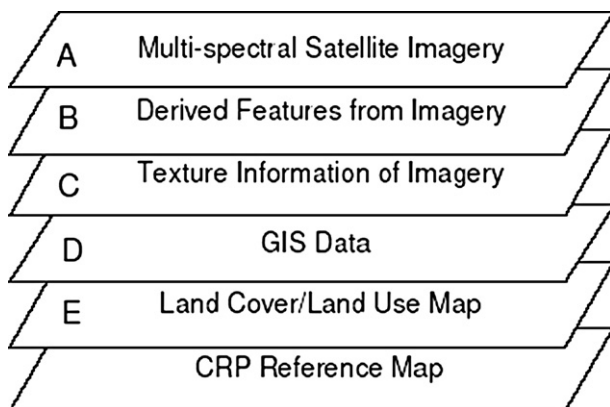 A Multi-spectral Satellite Imagery
B Derived Features from Imagery
C Texture Information of Imagery
D GIS Data
E Land Cover/Land Use Map
CRP Reference Map